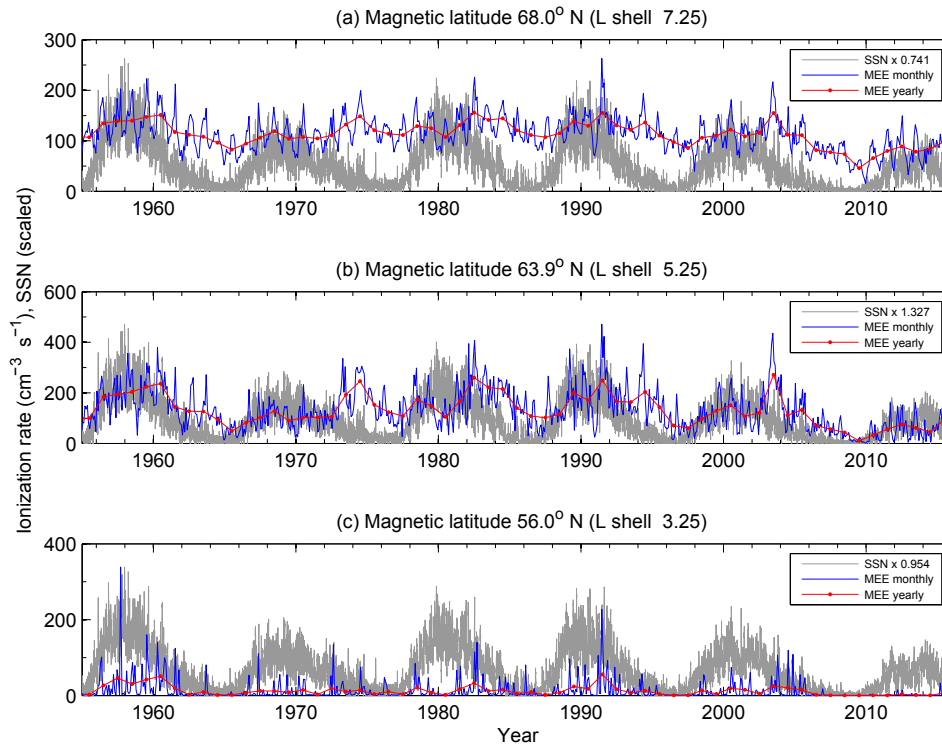 (a) Magnetic latitude 68.0° N (L shell 7.25)
300
200
100
0
SSN x 0.741
MEE monthly
MEE yearly
1960 1970 1980 1990 2000 2010
(b) Magnetic latitude 63.9° N (L shell 5.25)
600
400
200
0
SSN x 1.327
MEE monthly
MEE yearly
1960 1970 1980 1990 2000 2010
Ionization rate (cm⁻³ s⁻¹), SSN (scaled)
(c) Magnetic latitude 56.0° N (L shell 3.25)
400
200
0
SSN x 0.954
MEE monthly
MEE yearly
1960 1970 1980 1990 2000 2010
Year